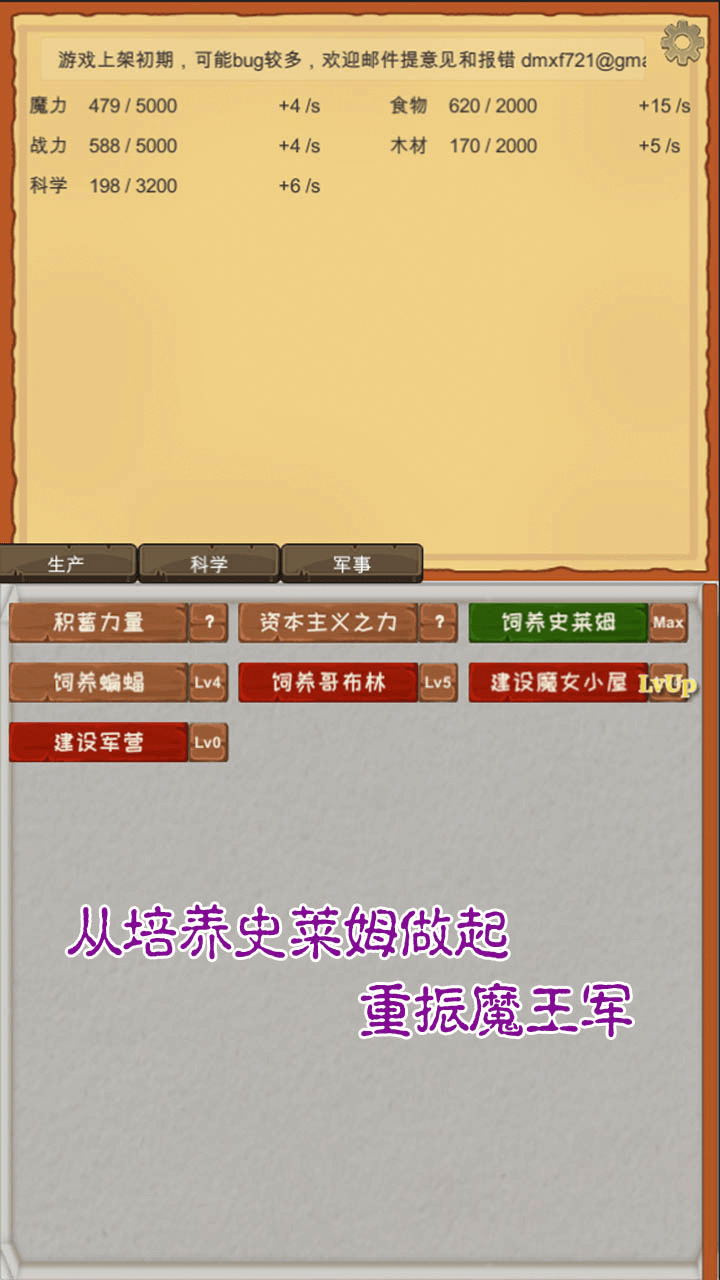 游戏上架初期，可能bug较多，欢迎邮件提意见和报错 dmxf721@gma
魔力 479 / 5000 +4 /s 食物 620 / 2000 +15 /s
战力 588 / 5000 +4 /s 木材 170 / 2000 +5 /s
科学 198 / 3200 +6 /s
生产 科学 军事
积蓄力量 ? 资本主义之力 ? 饲养史莱姆 Max
饲养蝙蝠 Lv4 饲养哥布林 Lv5 建设魔女小屋 LvUp
建设军营 Lv0
从培养史莱姆做起
重振魔王军